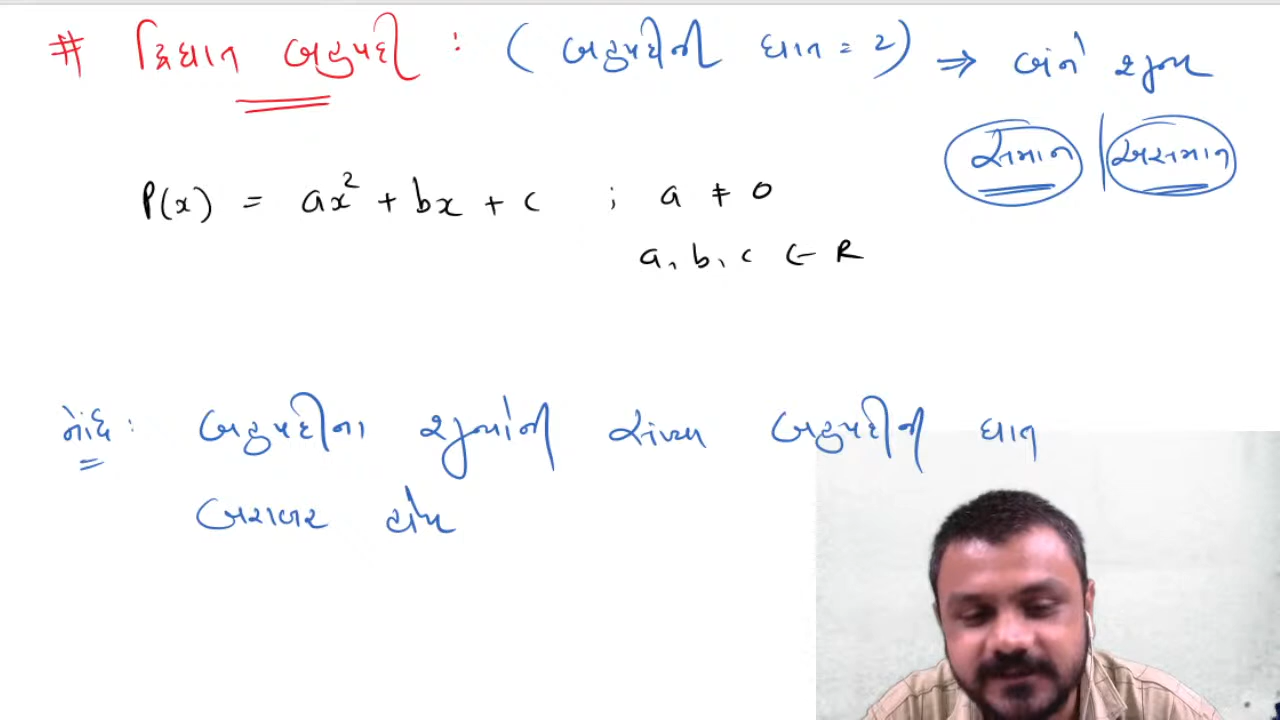 # દ્વિઘાત બહુપદી : (બહુપદીની ઘાત = 2) ⇒ બંને શૂન્ય
સમાન | અસમાન
P(x) = ax² + bx + c ; a ≠ 0
a, b, c ∈ R
નોંધ : બહુપદીના શૂન્યોની સંખ્યા બહુપદીની ઘાત
બરાબર હોય